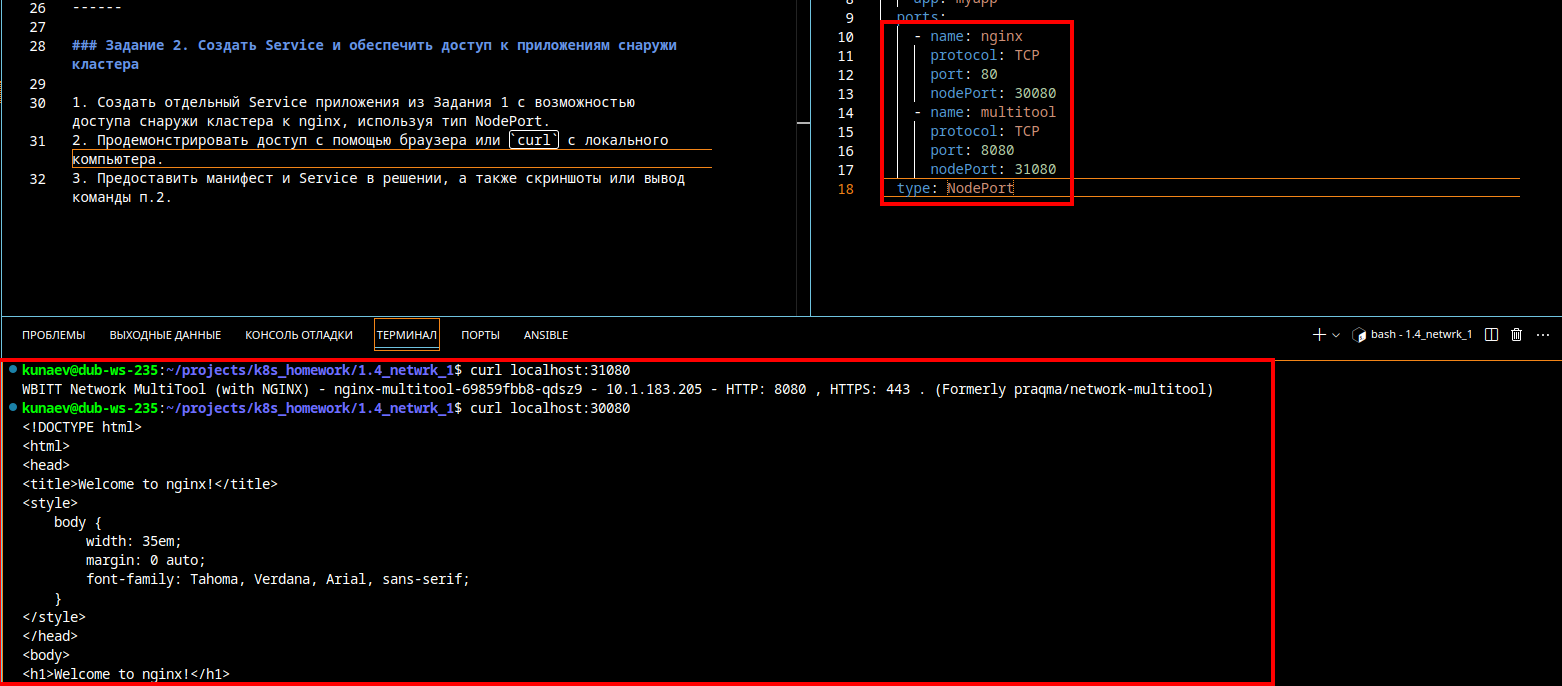 26 ------
27
28 ### Задание 2. Создать Service и обеспечить доступ к приложениям снаружи
кластера
29
30 1. Создать отдельный Service приложения из Задания 1 с возможностью
доступа снаружи кластера к nginx, используя тип NodePort.
31 2. Продемонстрировать доступ с помощью браузера или `curl` с локального
компьютера.
32 3. Предоставить манифест и Service в решении, а также скриншоты или вывод
команды п.2.
8 app: myapp
9 ports:
10 - name: nginx
11 protocol: TCP
12 port: 80
13 nodePort: 30080
14 - name: multitool
15 protocol: TCP
16 port: 8080
17 nodePort: 31080
18 type: NodePort
ПРОБЛЕМЫ ВЫХОДНЫЕ ДАННЫЕ КОНСОЛЬ ОТЛАДКИ ТЕРМИНАЛ ПОРТЫ ANSIBLE bash - 1.4_netwrk_1
kunaev@dub-ws-235:~/projects/k8s_homework/1.4_netwrk_1$ curl localhost:31080
WBITT Network MultiTool (with NGINX) - nginx-multitool-69859fbb8-qdsz9 - 10.1.183.205 - HTTP: 8080 , HTTPS: 443 . (Formerly praqma/network-multitool)
kunaev@dub-ws-235:~/projects/k8s_homework/1.4_netwrk_1$ curl localhost:30080
<!DOCTYPE html>
<html>
<head>
<title>Welcome to nginx!</title>
<style>
body {
width: 35em;
margin: 0 auto;
font-family: Tahoma, Verdana, Arial, sans-serif;
}
</style>
</head>
<body>
<h1>Welcome to nginx!</h1>